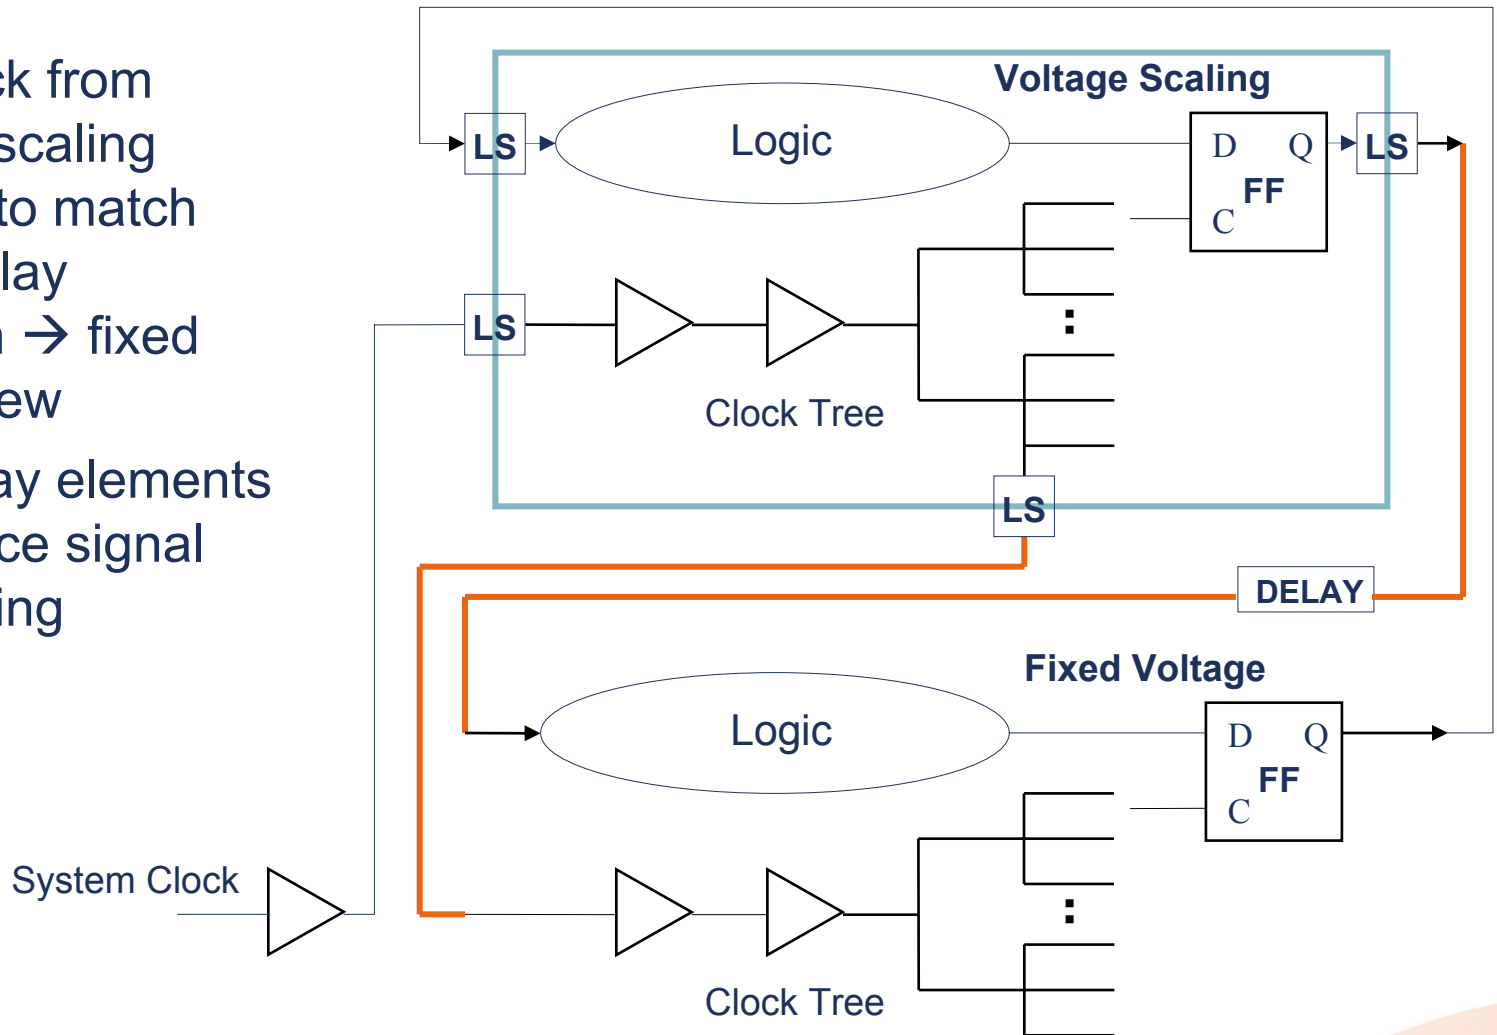 ck from
scaling
to match
lay
→ fixed
ew
ay elements
ce signal
ing
Voltage Scaling
LS
Logic
D Q
FF
C
LS
LS
Clock Tree
LS
DELAY
Fixed Voltage
Logic
D Q
FF
C
System Clock
Clock Tree